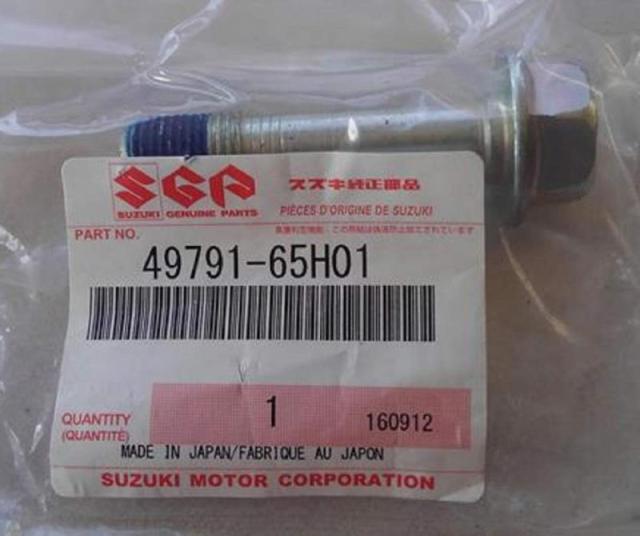 SGP
SUZUKI GENUINE PARTS
スズキ純正部品
PIÈCES D'ORIGINE DE SUZUKI
PART NO.
49791-65H01
QUANTITY
(QUANTITÉ)
1
160912
MADE IN JAPAN/FABRIQUE AU JAPON
SUZUKI MOTOR CORPORATION